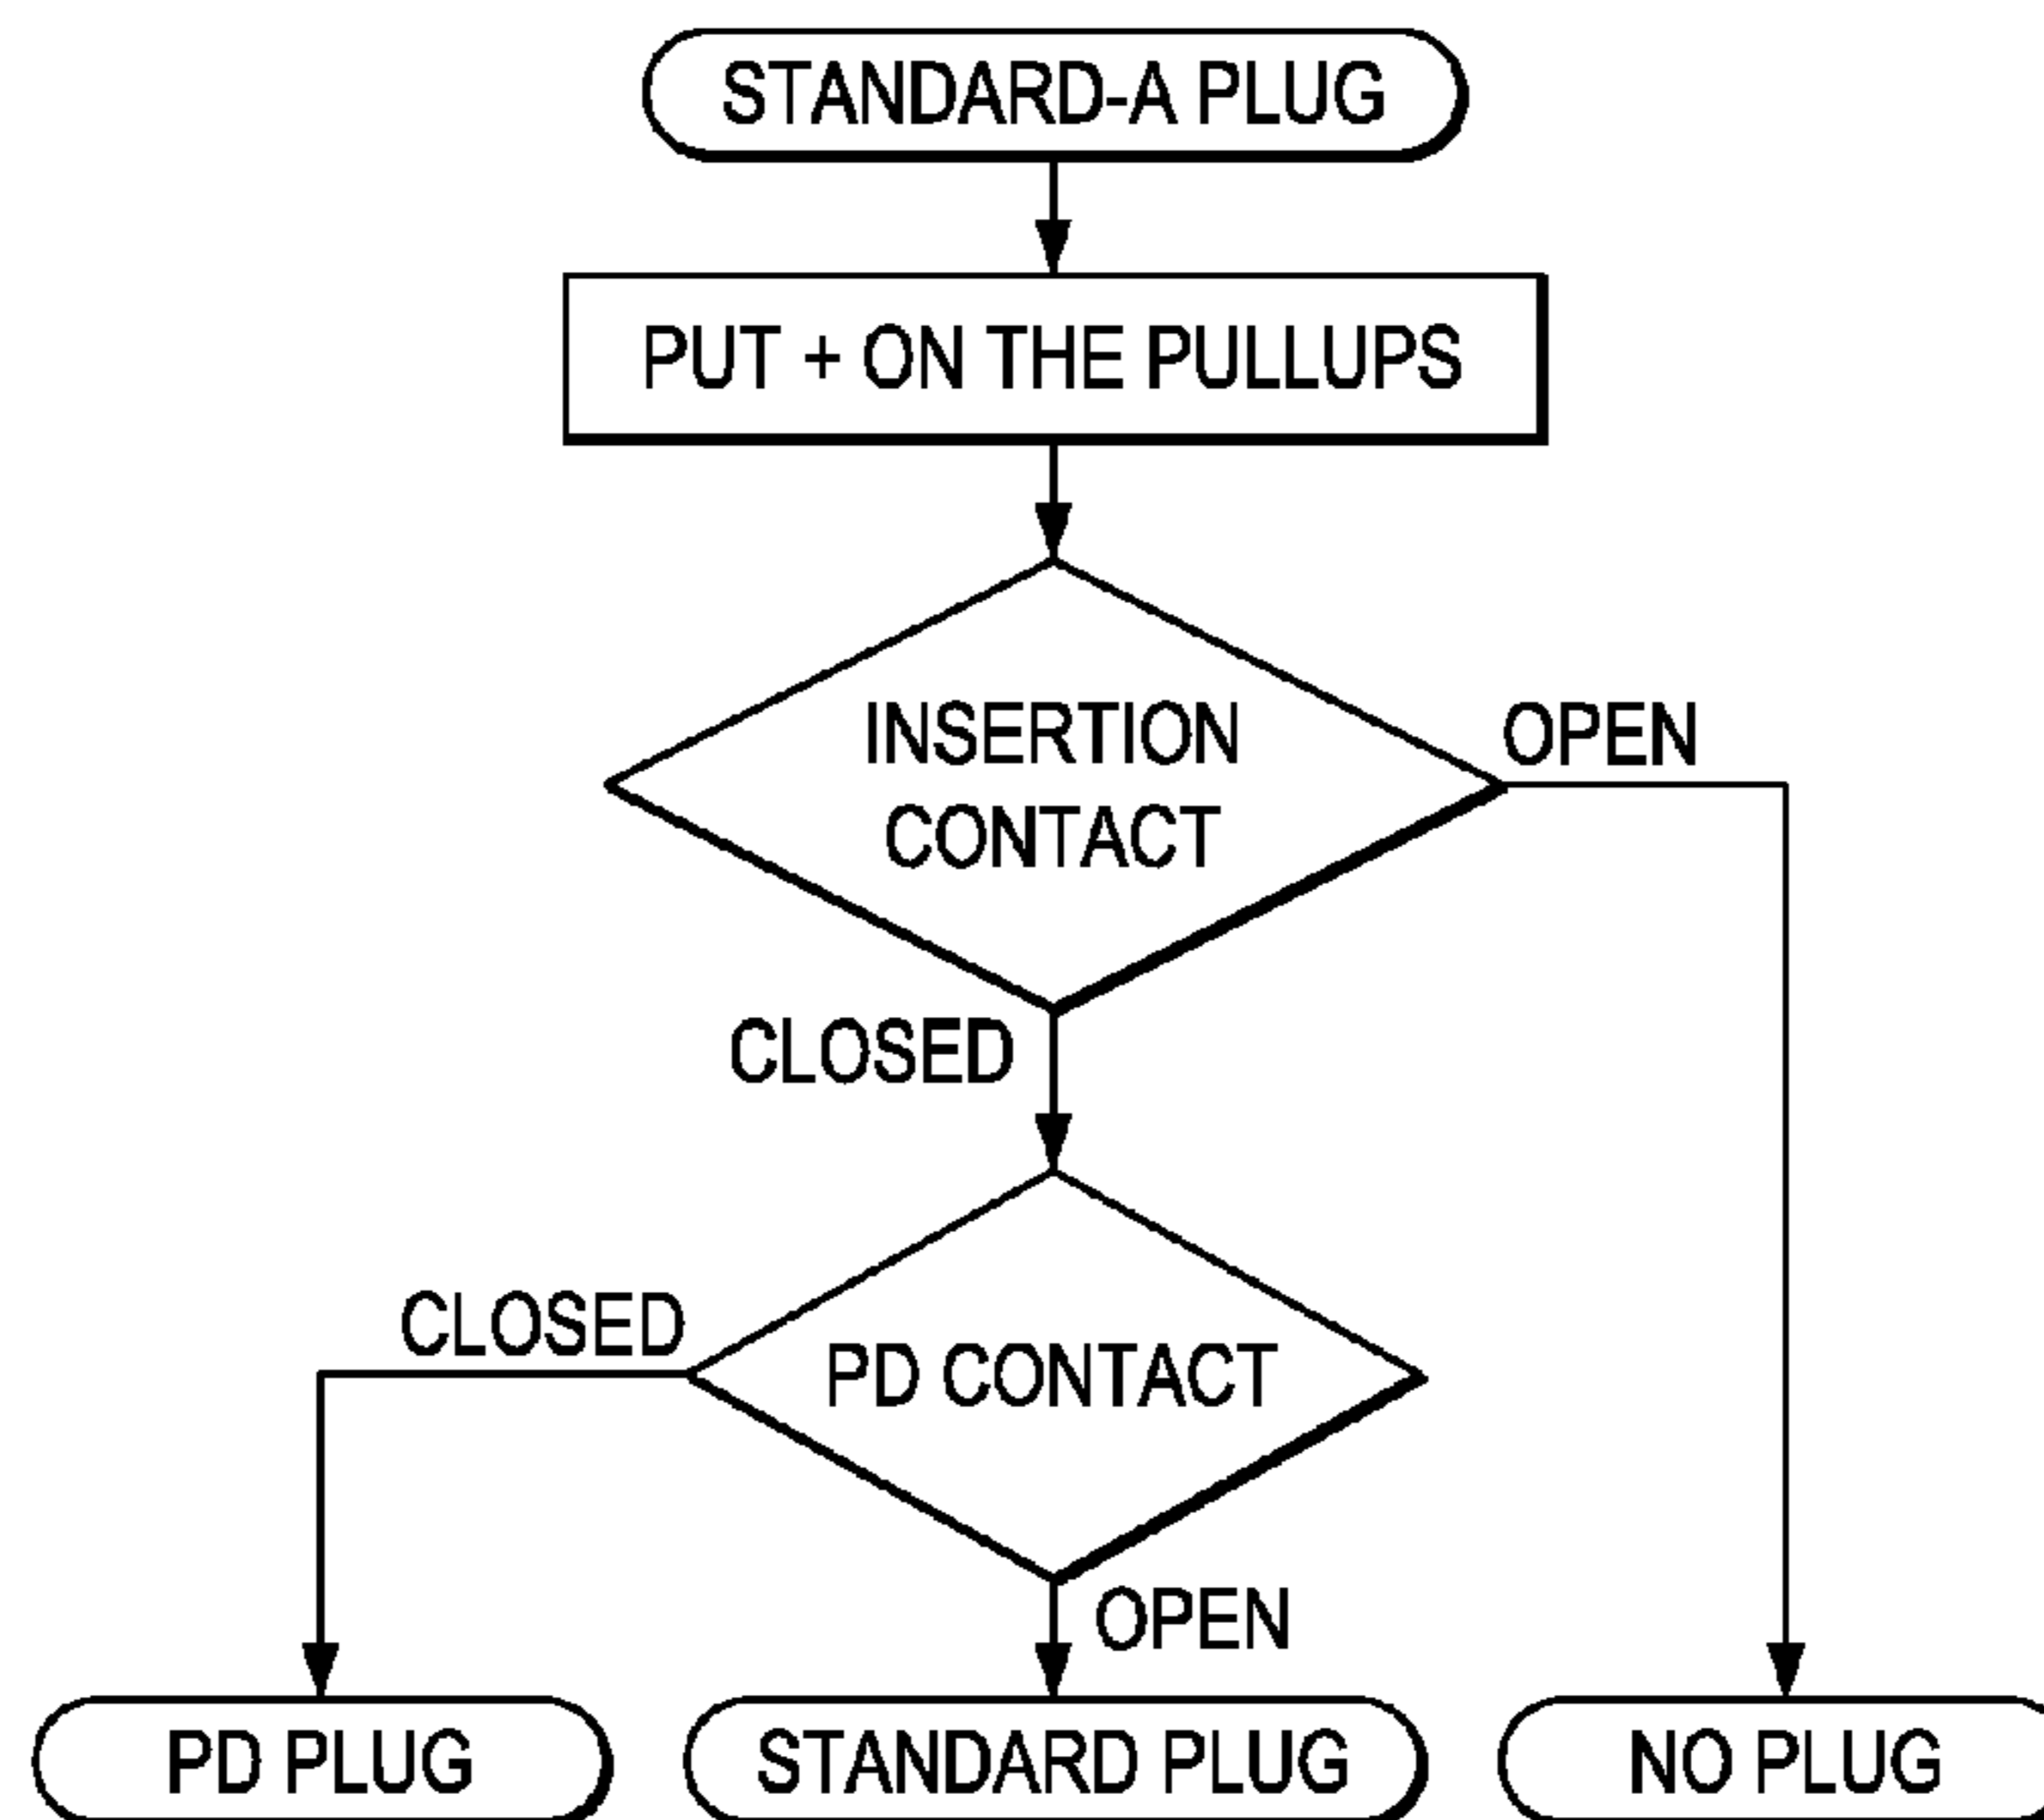 STANDARD-A PLUG
PUT + ON THE PULLUPS
INSERTION
CONTACT
OPEN
CLOSED
CLOSED
PD CONTACT
OPEN
PD PLUG
STANDARD PLUG
NO PLUG